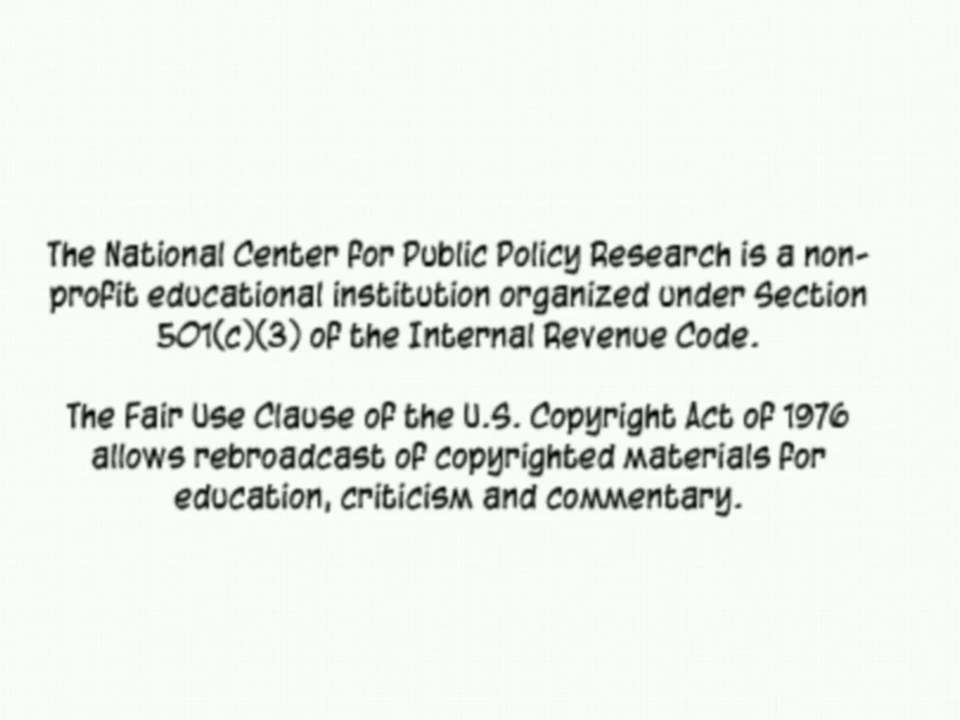 The National Center for Public Policy Research is a non-
profit educational institution organized under Section
501(c)(3) of the Internal Revenue Code.
The Fair Use Clause of the U.S. Copyright Act of 1976
allows rebroadcast of copyrighted materials for
education, criticism and commentary.